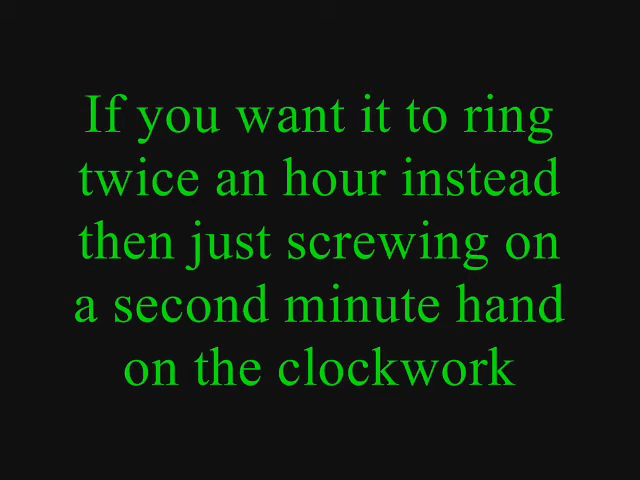 If you want it to ring
twice an hour instead
then just screwing on
a second minute hand
on the clockwork